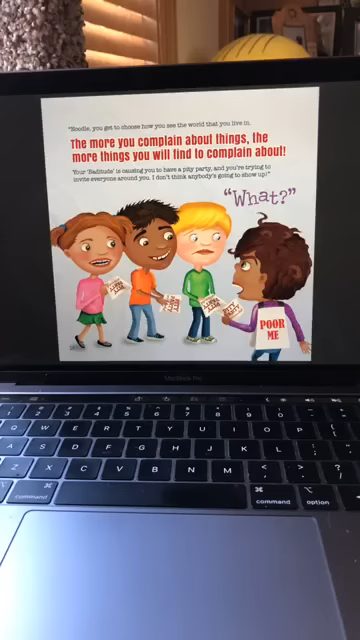 "Noodle, you get to choose how you see the world that you live in.
The more you complain about things, the
more things you will find to complain about!
Your 'Baditude' is causing you to have a pity party, and you're trying to
invite everyone around you. I don't think anybody's going to show up!"
"What?"
POOR
ME
MacBook Pro
Q W E R T Y U I O P
A S D F G H J K L
Z X C V B N M
command
command
option